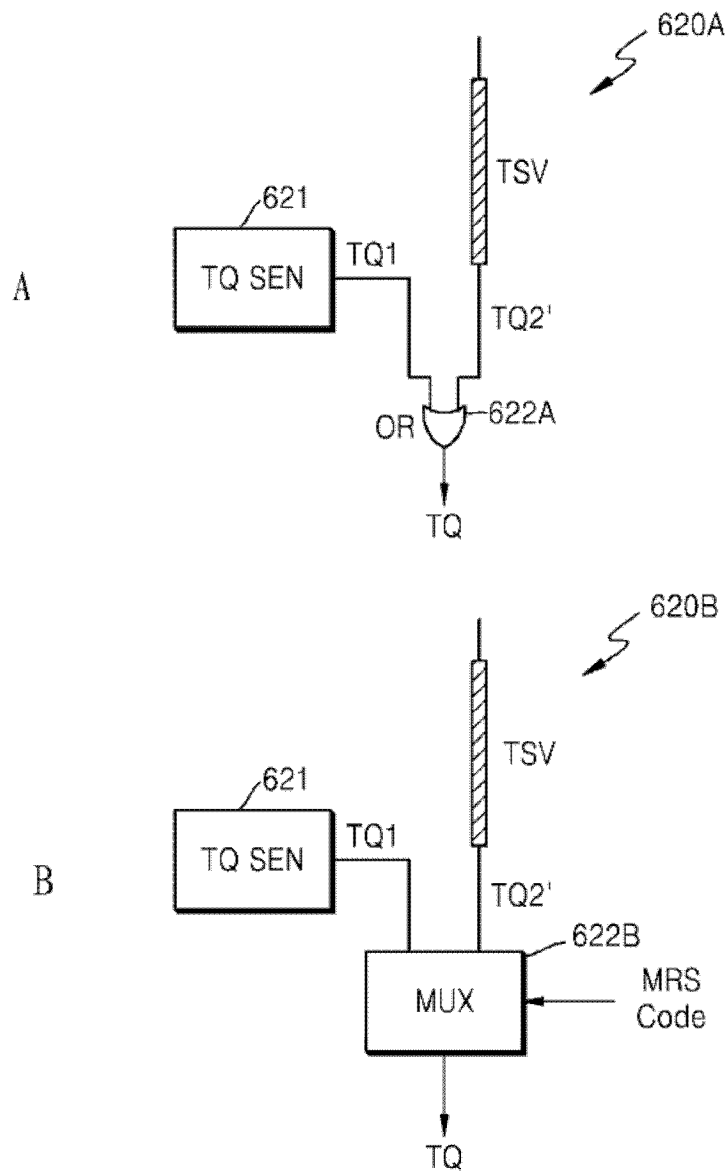 620A
TSV
621
TQ SEN
TQ1
A
TQ2'
OR
622A
TQ
620B
TSV
621
TQ SEN
TQ1
B
TQ2'
622B
MUX
MRS
Code
TQ